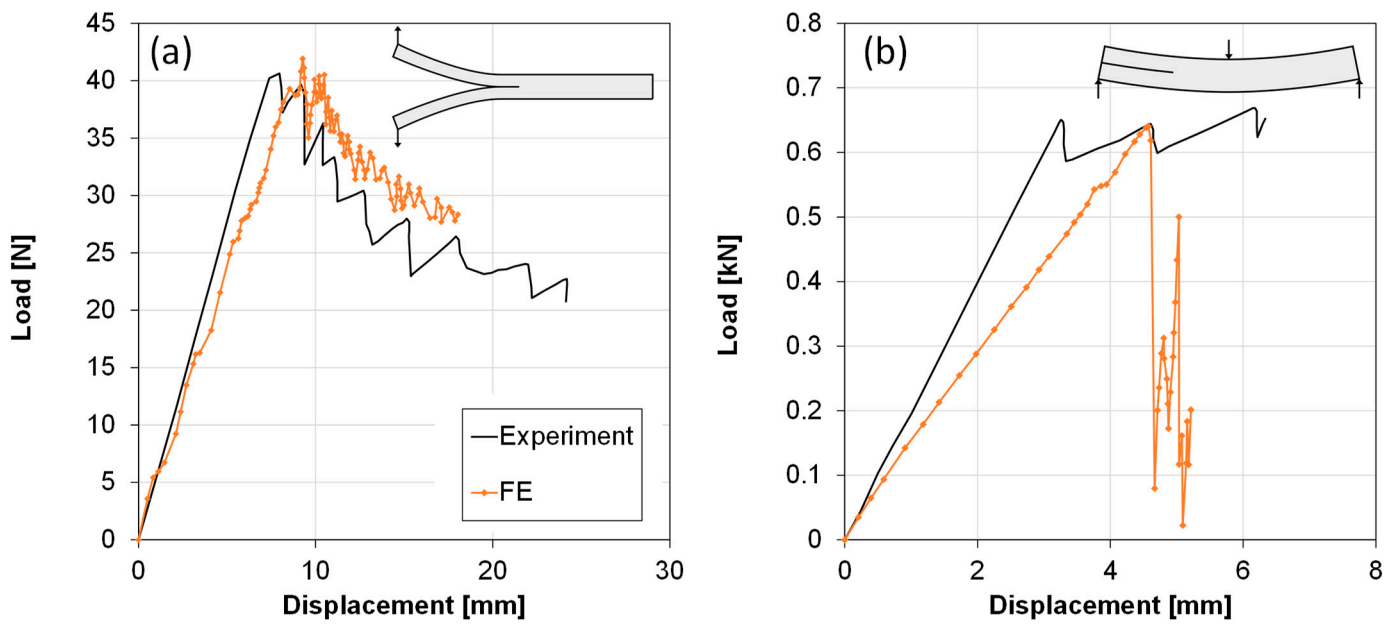 (a)
Load [N]
45
40
35
30
25
20
15
10
5
0
0 10 20 30
Displacement [mm]
Experiment
FE
(b)
Load [kN]
0.8
0.7
0.6
0.5
0.4
0.3
0.2
0.1
0
0 2 4 6 8
Displacement [mm]